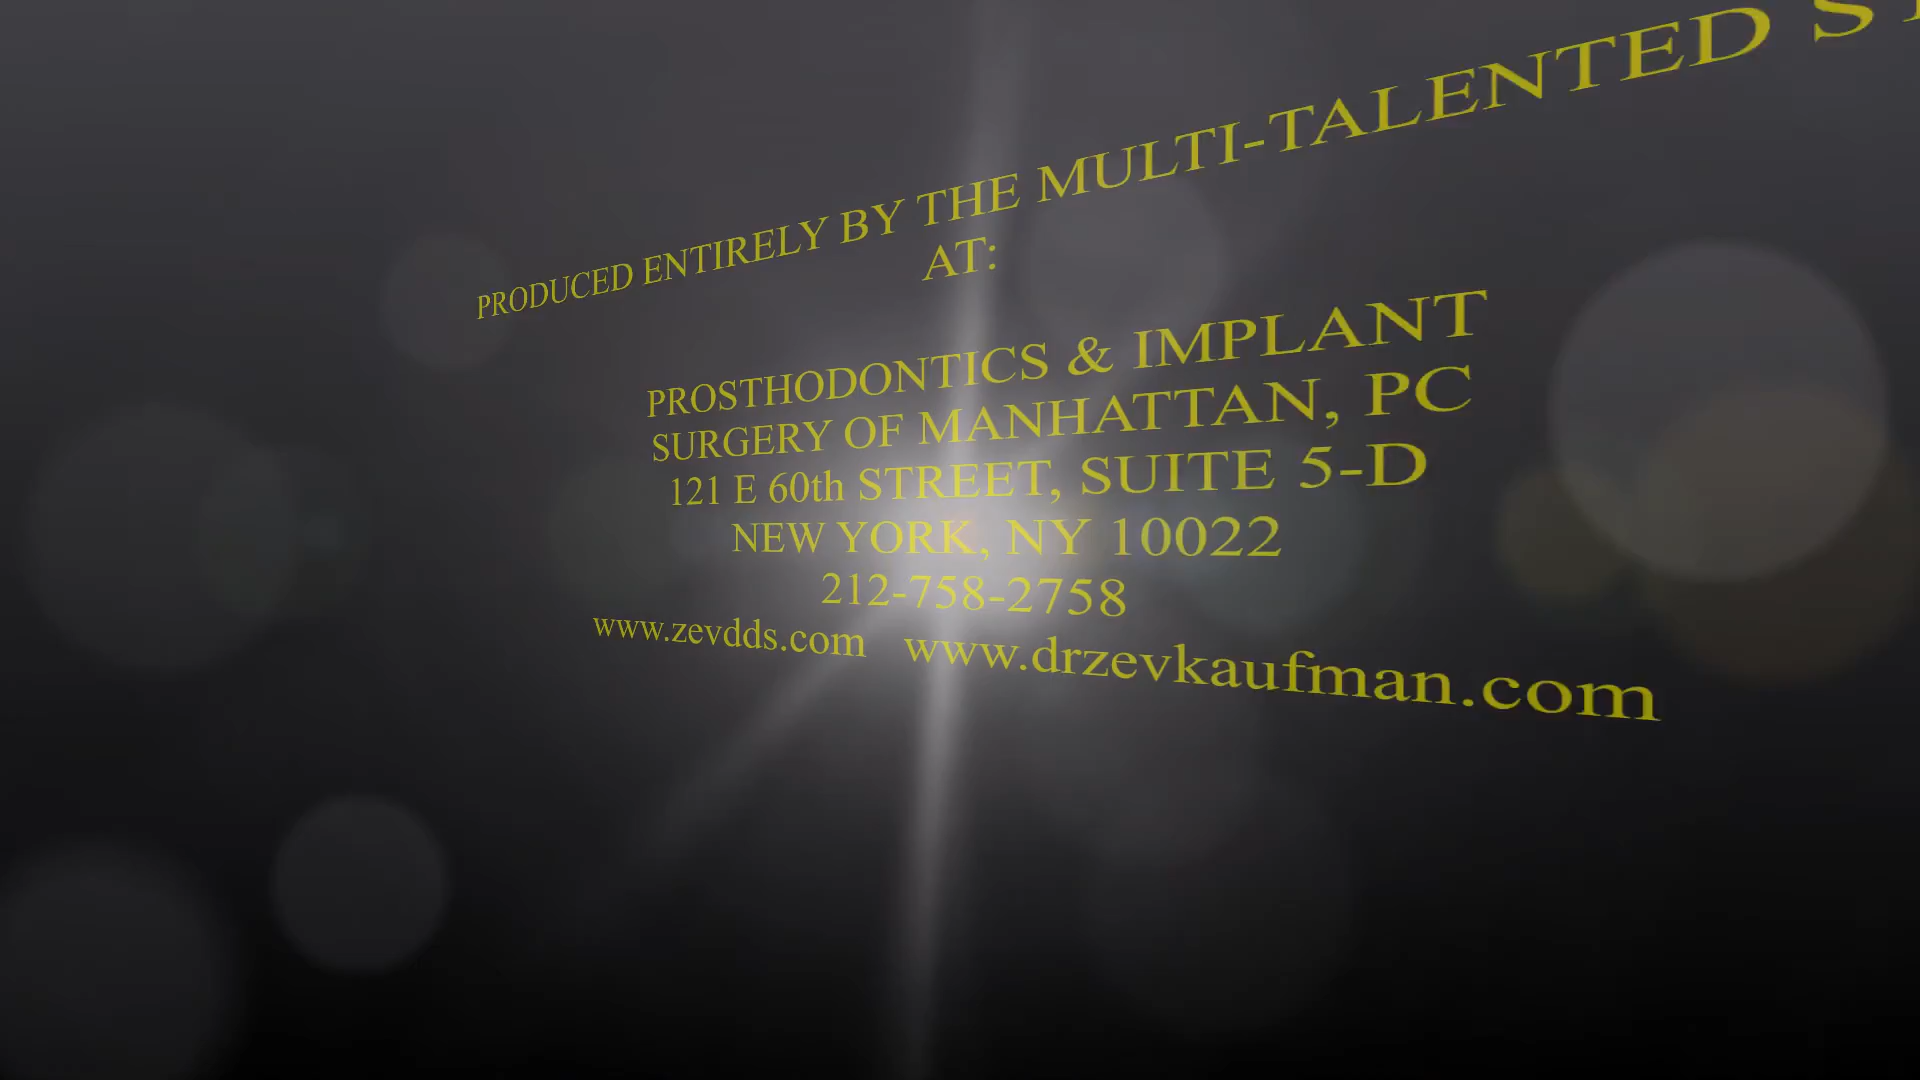 PRODUCED ENTIRELY BY THE MULTI-TALENTED
AT:
PROSTHODONTICS & IMPLANT
SURGERY OF MANHATTAN, PC
121 E 60th STREET, SUITE 5-D
NEW YORK, NY 10022
212-758-2758
www.zevdds.com www.drzevkaufman.com